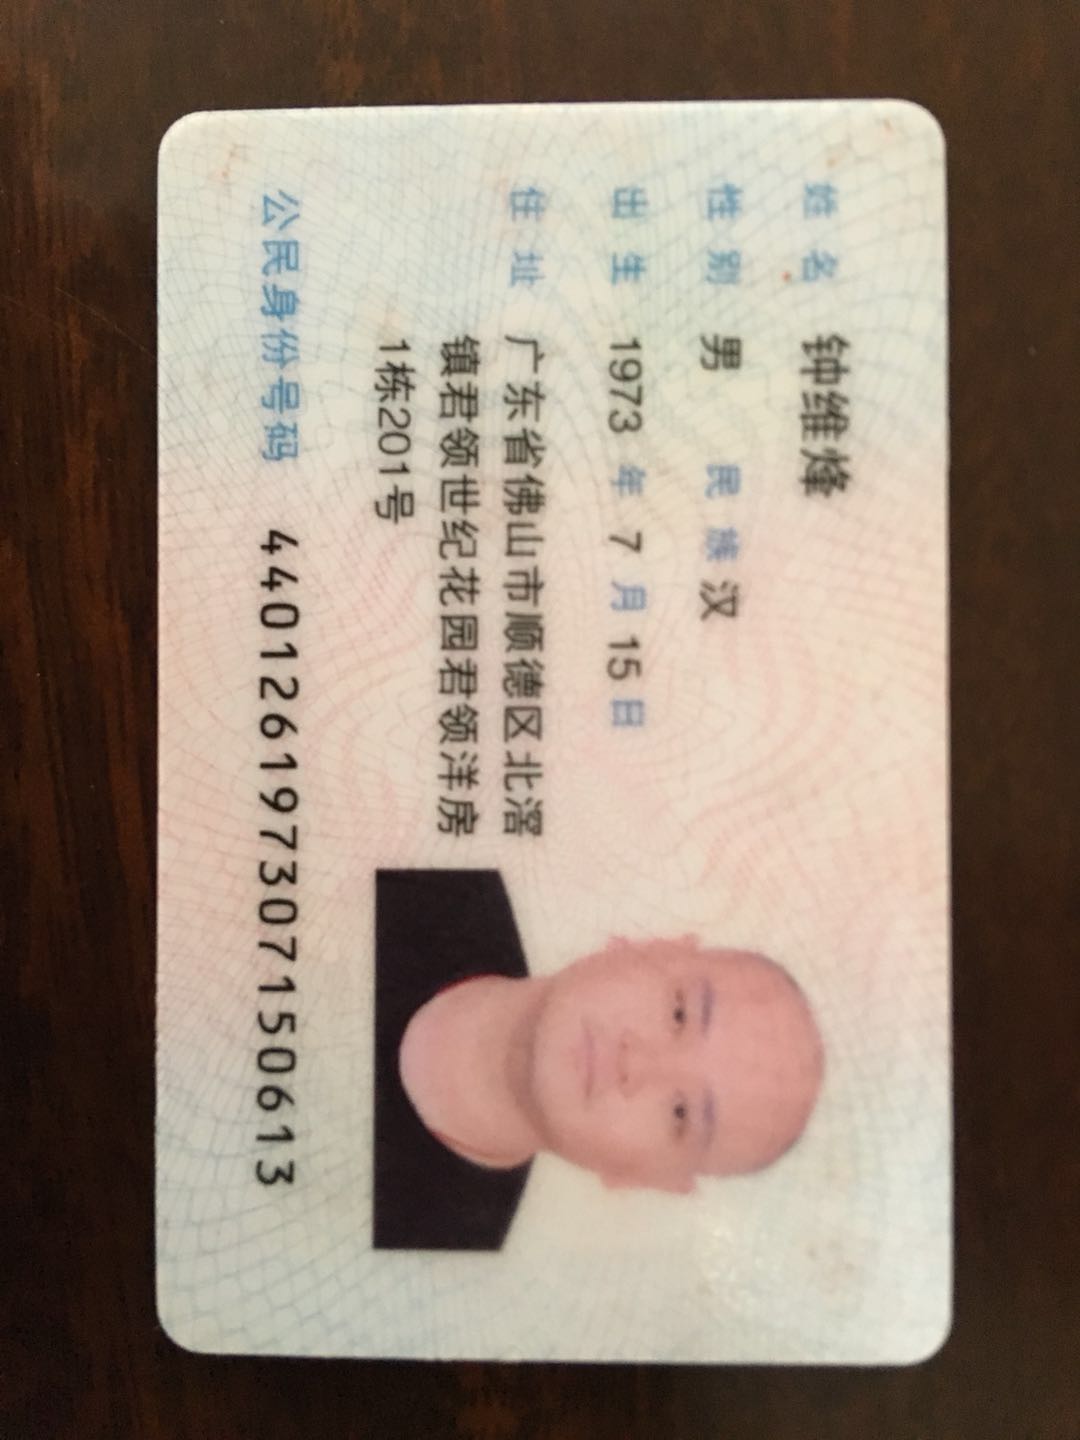 姓名 钟维烽
性别 男 民族 汉
出生 1973 年 7 月 15 日
住址 广东省佛山市顺德区北滘
镇君领世纪花园君领洋房
1栋201号
公民身份号码 440126197307150613